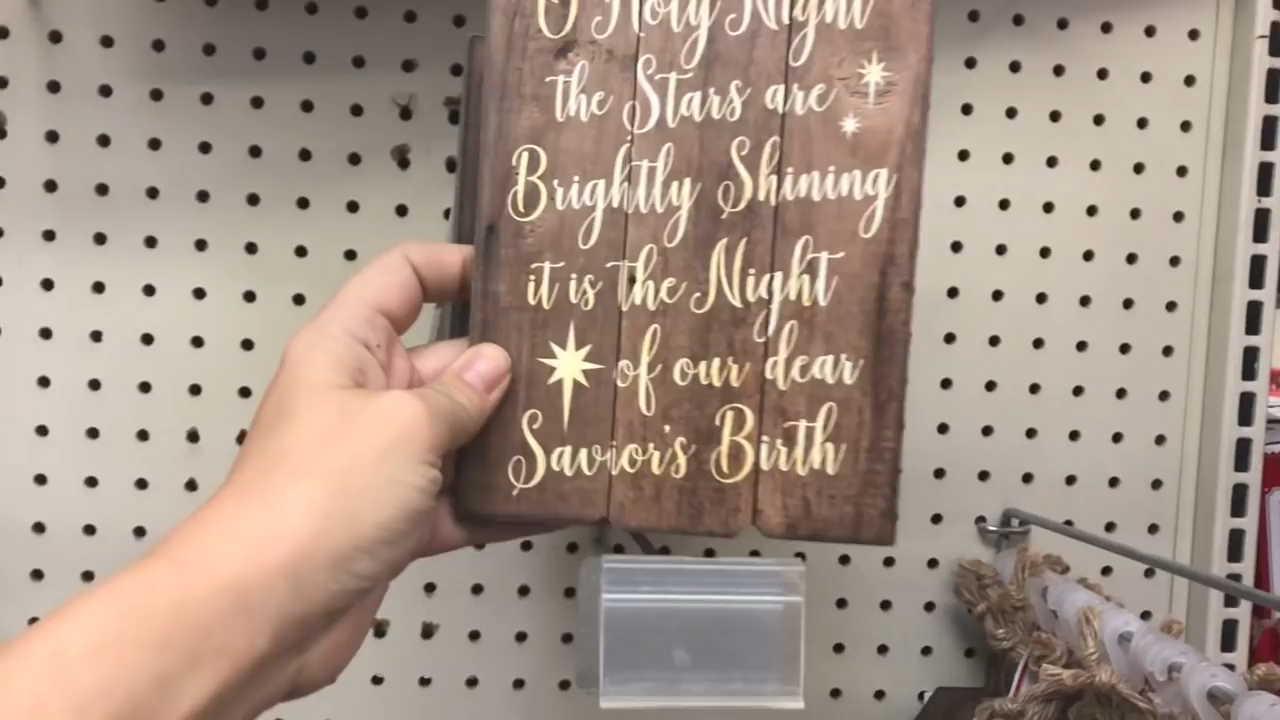 O Holy Night
the Stars are
Brightly Shining
it is the Night
of our dear
Savior's Birth